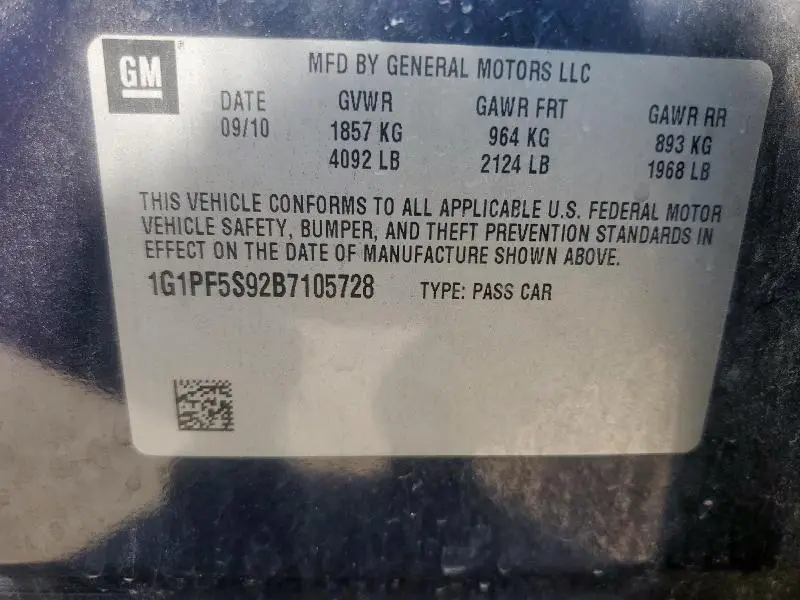 GM
MFD BY GENERAL MOTORS LLC
DATE GVWR GAWR FRT GAWR RR
09/10 1857 KG 964 KG 893 KG
4092 LB 2124 LB 1968 LB
THIS VEHICLE CONFORMS TO ALL APPLICABLE U.S. FEDERAL MOTOR
VEHICLE SAFETY, BUMPER, AND THEFT PREVENTION STANDARDS IN
EFFECT ON THE DATE OF MANUFACTURE SHOWN ABOVE.
1G1PF5S92B7105728 TYPE: PASS CAR